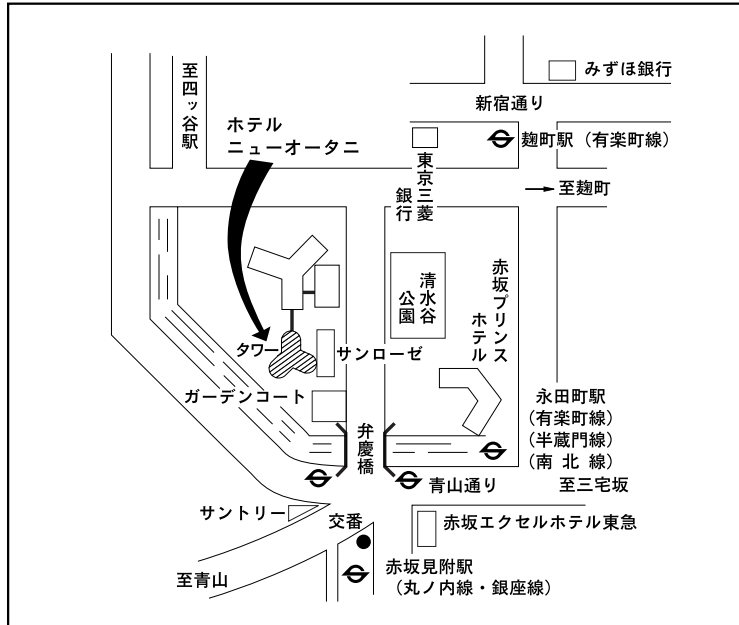 至四ッ谷駅
ホテル
ニューオータニ
みずほ銀行
新宿通り
麹町駅（有楽町線）
東京三菱
銀行
→至麹町
清水谷
公園
赤坂プリンス
ホテル
タワー
サンローゼ
ガーデンコート
弁慶橋
永田町駅
（有楽町線）
（半蔵門線）
（南北線）
至三宅坂
青山通り
サントリー
交番
赤坂エクセルホテル東急
至青山
赤坂見附駅
（丸ノ内線・銀座線）